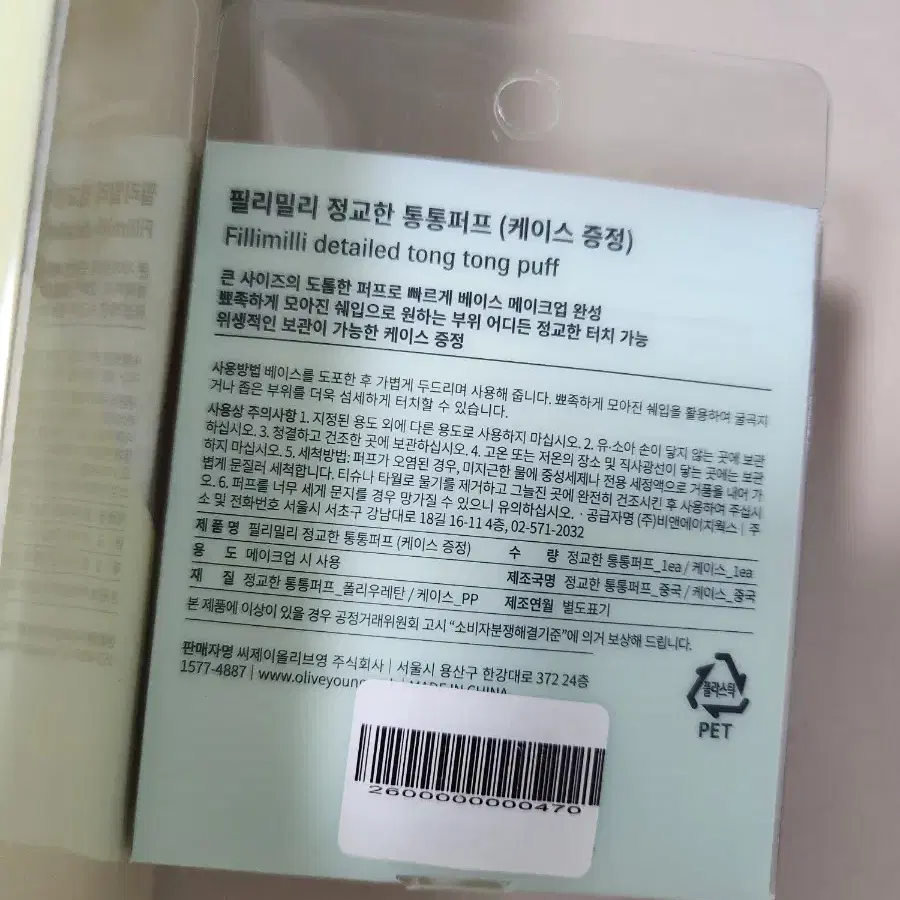 필리밀리 정교한 통통퍼프 (케이스 증정)
Fillimilli detailed tong tong puff
큰 사이즈의 도톰한 퍼프로 빠르게 베이스 메이크업 완성
뾰족하게 모아진 쉐입으로 원하는 부위 어디든 정교한 터치 가능
위생적인 보관이 가능한 케이스 증정
사용방법 베이스를 도포한 후 가볍게 두드리며 사용해 줍니다. 뾰족하게 모아진 쉐입을 활용하여 굴곡지
거나 좁은 부위를 더욱 섬세하게 터치할 수 있습니다.
사용상 주의사항 1. 지정된 용도 외에 다른 용도로 사용하지 마십시오. 2. 유·소아 손이 닿지 않는 곳에 보관
하십시오. 3. 청결하고 건조한 곳에 보관하십시오. 4. 고온 또는 저온의 장소 및 직사광선이 닿는 곳에는 보관
하지 마십시오. 5. 세척방법: 퍼프가 오염된 경우, 미지근한 물에 중성세제나 전용 세정액으로 거품을 내어 가
볍게 문질러 세척합니다. 티슈나 타월로 물기를 제거하고 그늘진 곳에 완전히 건조시킨 후 사용하여 주십시
오. 6. 퍼프를 너무 세게 문지를 경우 망가질 수 있으니 유의하십시오. · 공급자명 (주)비앤에이치웍스 | 주
소 및 전화번호 서울시 서초구 강남대로 18길 16-11 4층, 02-571-2032
제 품 명 필리밀리 정교한 통통퍼프 (케이스 증정) 수 량 정교한 통통퍼프_1ea / 케이스_1ea
용 도 메이크업 시 사용 제조국명 정교한 통통퍼프_중국 / 케이스_중국
재 질 정교한 통통퍼프_폴리우레탄 / 케이스_PP 제조연월 별도표기
본 제품에 이상이 있을 경우 공정거래위원회 고시 “소비자분쟁해결기준”에 의거 보상해 드립니다.
판매자명 씨제이올리브영 주식회사 | 서울시 용산구 한강대로 372 24층
1577-4887 | www.oliveyoung | MADE IN CHINA
플라스틱
PET
2600000000470